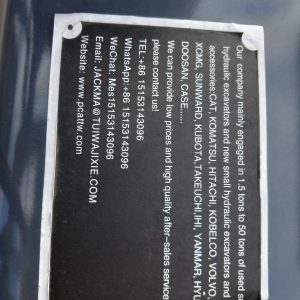 Our company mainly engaged in 1.5 tons to 50 tons of used s
hydraulic excavators and new small hydraulic excavators and
accessories:CAT, KOMATSU, HITACHI, KOBELCO, VOLVO,
XCMG, SUNWARD, KUBOTA,TAKEUCHI,IHI, YANMAR, HYU
DOOSAN, CASE......
We can provide low prices and high quality after-sales service
please contact us!
TEL:+86 15153143096
WhatsApp:+86 15153143096
WeChat: Mes15153143096
Email: JACKMA@TUIWAJIXIE.COM
Website: www.pcattw.com